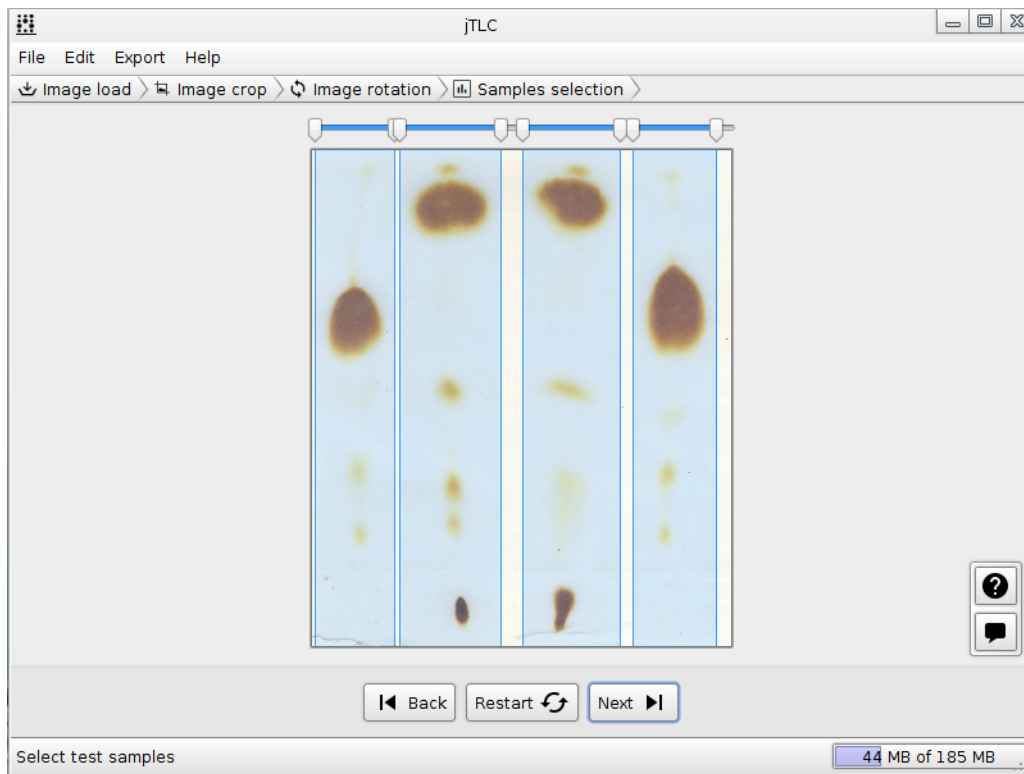 jTLC
File Edit Export Help
Image load Image crop Image rotation Samples selection
Back Restart Next
Select test samples 44 MB of 185 MB